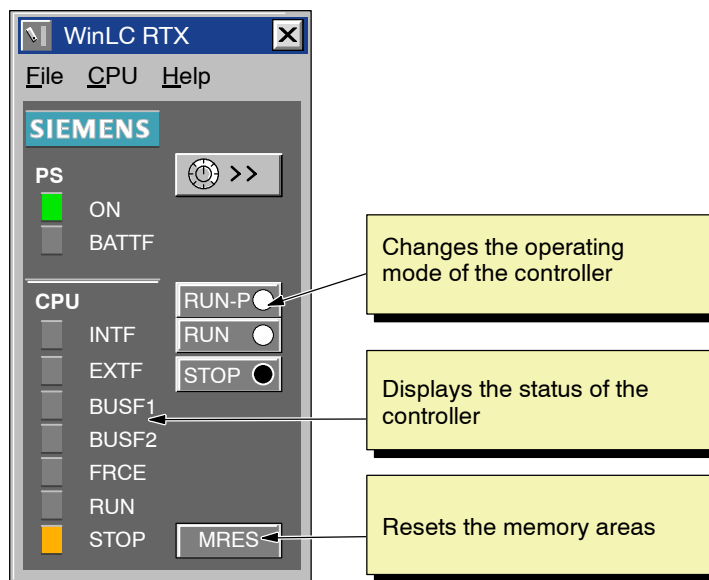 WinLC RTX
File CPU Help
SIEMENS
PS
>>
ON
BATTF
Changes the operating
mode of the controller
CPU
RUN-P
INTF
RUN
EXTF
STOP
BUSF1
Displays the status of the
controller
BUSF2
FRCE
RUN
STOP
MRES
Resets the memory areas